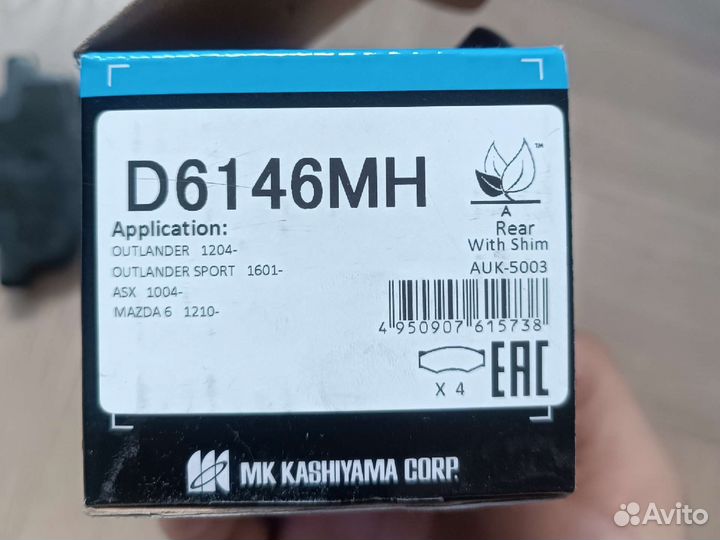 D6146MH
Application:
OUTLANDER 1204-
OUTLANDER SPORT 1601-
ASX 1004-
MAZDA 6 1210-
TM
A
Rear
With Shim
AUK-5003
4 950907 615738
X 4
EAC
MK KASHIYAMA CORP.
Avito